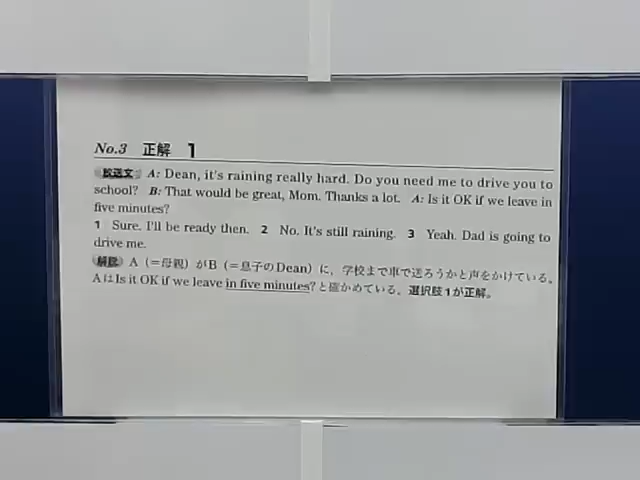 No.3 正解 1
放送文 A: Dean, it's raining really hard. Do you need me to drive you to
school? B: That would be great, Mom. Thanks a lot. A: Is it OK if we leave in
five minutes?
1 Sure. I'll be ready then. 2 No. It's still raining. 3 Yeah. Dad is going to
drive me.
解説 A（=母親）がB（=息子のDean）に、学校まで車で送ろうかと声をかけている。
AはIs it OK if we leave in five minutes?と確かめている。選択肢1が正解。